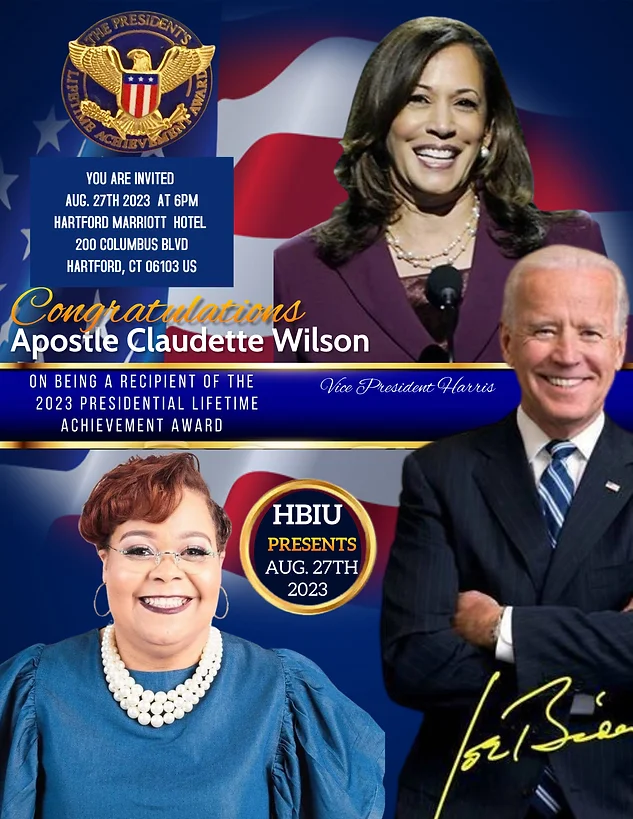 THE PRESIDENT'S
LIFETIME ACHIEVEMENT AWARD
YOU ARE INVITED
AUG. 27TH 2023 AT 6PM
HARTFORD MARRIOTT HOTEL
200 COLUMBUS BLVD
HARTFORD, CT 06103 US
Congratulations
Apostle Claudette Wilson
ON BEING A RECIPIENT OF THE
2023 PRESIDENTIAL LIFETIME
ACHIEVEMENT AWARD
Vice President Harris
HBIU
PRESENTS
AUG. 27TH
2023
Joe Biden